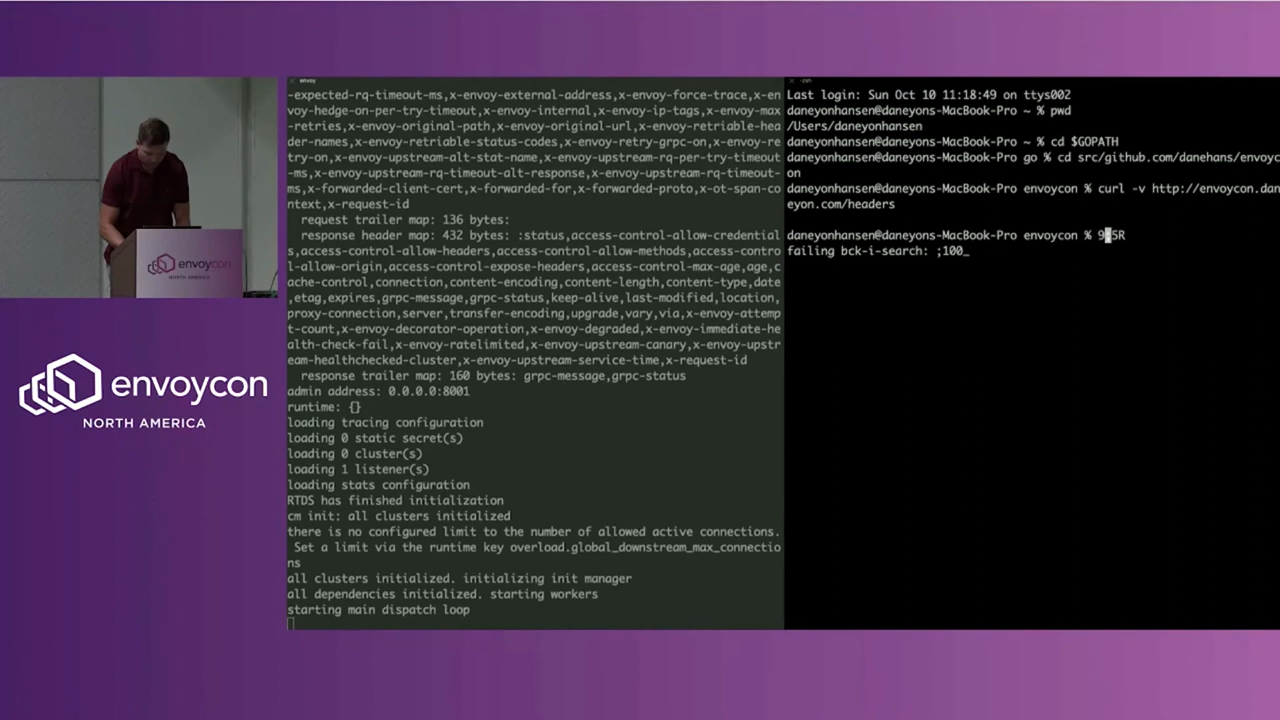 envoycon
NORTH AMERICA
envoycon
NORTH AMERICA
envoy
-expected-rq-timeout-ms,x-envoy-external-address,x-envoy-force-trace,x-en
voy-hedge-on-per-try-timeout,x-envoy-internal,x-envoy-ip-tags,x-envoy-max
-retries,x-envoy-original-path,x-envoy-original-url,x-envoy-retriable-hea
der-names,x-envoy-retriable-status-codes,x-envoy-retry-grpc-on,x-envoy-re
try-on,x-envoy-upstream-alt-stat-name,x-envoy-upstream-rq-per-try-timeout
-ms,x-envoy-upstream-rq-timeout-alt-response,x-envoy-upstream-rq-timeout-
ms,x-forwarded-client-cert,x-forwarded-for,x-forwarded-proto,x-ot-span-co
ntext,x-request-id
request trailer map: 136 bytes:
response header map: 432 bytes: :status,access-control-allow-credential
s,access-control-allow-headers,access-control-allow-methods,access-contro
l-allow-origin,access-control-expose-headers,access-control-max-age,age,c
ache-control,connection,content-encoding,content-length,content-type,date
,etag,expires,grpc-message,grpc-status,keep-alive,last-modified,location,
proxy-connection,server,transfer-encoding,upgrade,vary,via,x-envoy-attemp
t-count,x-envoy-decorator-operation,x-envoy-degraded,x-envoy-immediate-he
alth-check-fail,x-envoy-ratelimited,x-envoy-upstream-canary,x-envoy-upstr
eam-healthchecked-cluster,x-envoy-upstream-service-time,x-request-id
response trailer map: 160 bytes: grpc-message,grpc-status
admin address: 0.0.0.0:8001
runtime: {}
loading tracing configuration
loading 0 static secret(s)
loading 0 cluster(s)
loading 1 listener(s)
loading stats configuration
RTDS has finished initialization
cm init: all clusters initialized
there is no configured limit to the number of allowed active connections.
Set a limit via the runtime key overload.global_downstream_max_connectio
ns
all clusters initialized. initializing init manager
all dependencies initialized. starting workers
starting main dispatch loop
-zsh
Last login: Sun Oct 10 11:18:49 on ttys002
daneyonhansen@daneyons-MacBook-Pro ~ % pwd
/Users/daneyonhansen
daneyonhansen@daneyons-MacBook-Pro ~ % cd $GOPATH
daneyonhansen@daneyons-MacBook-Pro go % cd src/github.com/danehans/envoyc
on
daneyonhansen@daneyons-MacBook-Pro envoycon % curl -v http://envoycon.dan
eyon.com/headers
daneyonhansen@daneyons-MacBook-Pro envoycon %
failing bck-i-search: ;100_